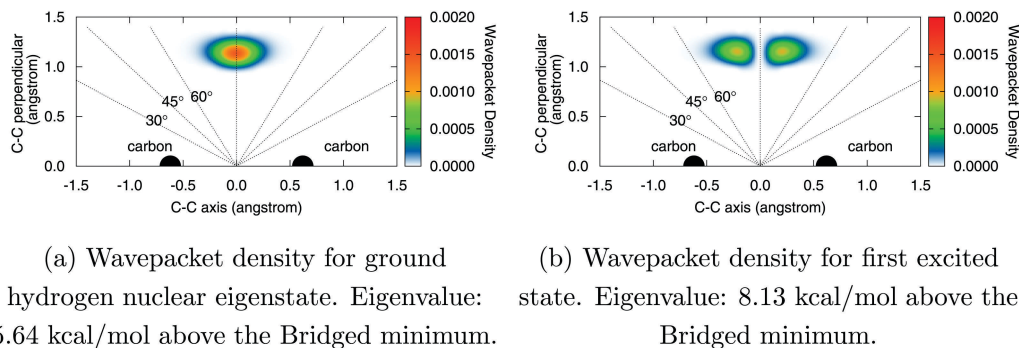 1.5
1.0
0.5
0.0
C-C perpendicular
(angstrom)
60°
45°
30°
carbon
carbon
-1.5 -1.0 -0.5 0.0 0.5 1.0 1.5
C-C axis (angstrom)
0.0020
0.0015
0.0010
0.0005
0.0000
Wavepacket Density
1.5
1.0
0.5
0.0
C-C perpendicular
(angstrom)
60°
45°
30°
carbon
carbon
-1.5 -1.0 -0.5 0.0 0.5 1.0 1.5
C-C axis (angstrom)
0.0020
0.0015
0.0010
0.0005
0.0000
Wavepacket Density
(a) Wavepacket density for ground
hydrogen nuclear eigenstate. Eigenvalue:
5.64 kcal/mol above the Bridged minimum.
(b) Wavepacket density for first excited
state. Eigenvalue: 8.13 kcal/mol above the
Bridged minimum.